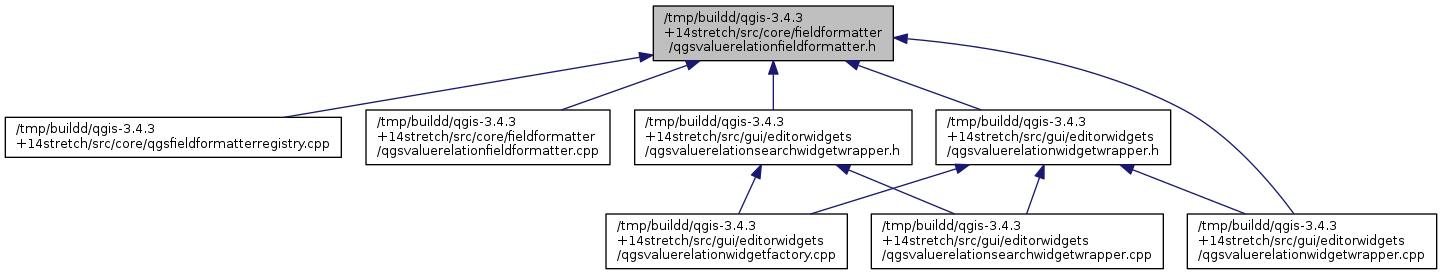 /tmp/buildd/qgis-3.4.3
+14stretch/src/core/fieldformatter
/qgsvaluerelationfieldformatter.h
/tmp/buildd/qgis-3.4.3
+14stretch/src/core/qgsfieldformatterregistry.cpp
/tmp/buildd/qgis-3.4.3
+14stretch/src/core/fieldformatter
/qgsvaluerelationfieldformatter.cpp
/tmp/buildd/qgis-3.4.3
+14stretch/src/gui/editorwidgets
/qgsvaluerelationsearchwidgetwrapper.h
/tmp/buildd/qgis-3.4.3
+14stretch/src/gui/editorwidgets
/qgsvaluerelationwidgetwrapper.h
/tmp/buildd/qgis-3.4.3
+14stretch/src/gui/editorwidgets
/qgsvaluerelationwidgetfactory.cpp
/tmp/buildd/qgis-3.4.3
+14stretch/src/gui/editorwidgets
/qgsvaluerelationsearchwidgetwrapper.cpp
/tmp/buildd/qgis-3.4.3
+14stretch/src/gui/editorwidgets
/qgsvaluerelationwidgetwrapper.cpp